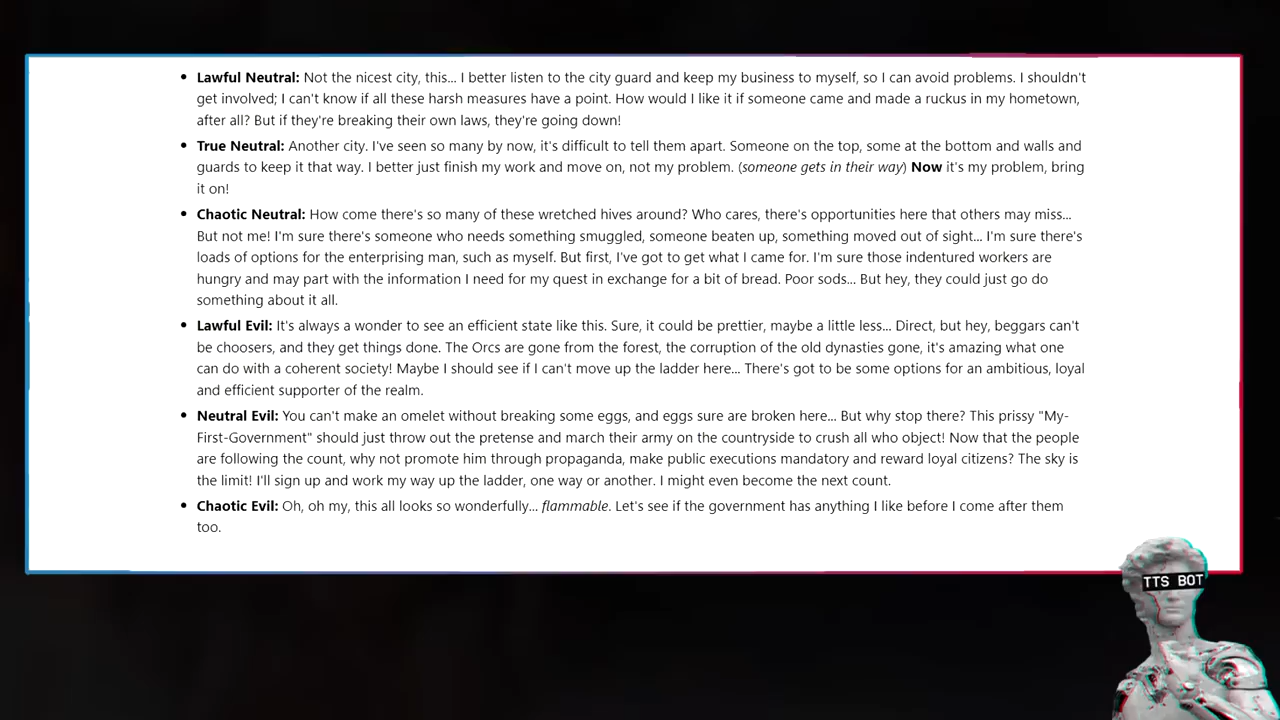 • Lawful Neutral: Not the nicest city, this... I better listen to the city guard and keep my business to myself, so I can avoid problems. I shouldn't
get involved; I can't know if all these harsh measures have a point. How would I like it if someone came and made a ruckus in my hometown,
after all? But if they're breaking their own laws, they're going down!
• True Neutral: Another city. I've seen so many by now, it's difficult to tell them apart. Someone on the top, some at the bottom and walls and
guards to keep it that way. I better just finish my work and move on, not my problem. (someone gets in their way) Now it's my problem, bring
it on!
• Chaotic Neutral: How come there's so many of these wretched hives around? Who cares, there's opportunities here that others may miss...
But not me! I'm sure there's someone who needs something smuggled, someone beaten up, something moved out of sight... I'm sure there's
loads of options for the enterprising man, such as myself. But first, I've got to get what I came for. I'm sure those indentured workers are
hungry and may part with the information I need for my quest in exchange for a bit of bread. Poor sods... But hey, they could just go do
something about it all.
• Lawful Evil: It's always a wonder to see an efficient state like this. Sure, it could be prettier, maybe a little less... Direct, but hey, beggars can't
be choosers, and they get things done. The Orcs are gone from the forest, the corruption of the old dynasties gone, it's amazing what one
can do with a coherent society! Maybe I should see if I can't move up the ladder here... There's got to be some options for an ambitious, loyal
and efficient supporter of the realm.
• Neutral Evil: You can't make an omelet without breaking some eggs, and eggs sure are broken here... But why stop there? This prissy "My-
First-Government" should just throw out the pretense and march their army on the countryside to crush all who object! Now that the people
are following the count, why not promote him through propaganda, make public executions mandatory and reward loyal citizens? The sky is
the limit! I'll sign up and work my way up the ladder, one way or another. I might even become the next count.
• Chaotic Evil: Oh, oh my, this all looks so wonderfully... flammable. Let's see if the government has anything I like before I come after them
too.
TTS BOT